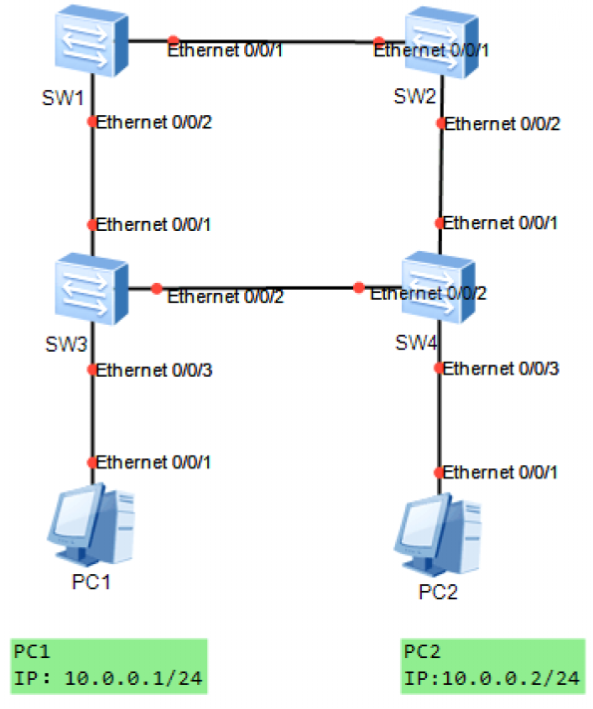 Ethernet 0/0/1
Ethernet 0/0/1
SW1
SW2
Ethernet 0/0/2
Ethernet 0/0/2
Ethernet 0/0/1
Ethernet 0/0/1
Ethernet 0/0/2
Ethernet 0/0/2
SW3
SW4
Ethernet 0/0/3
Ethernet 0/0/3
Ethernet 0/0/1
Ethernet 0/0/1
PC1
PC2
PC1
IP: 10.0.0.1/24
PC2
IP:10.0.0.2/24